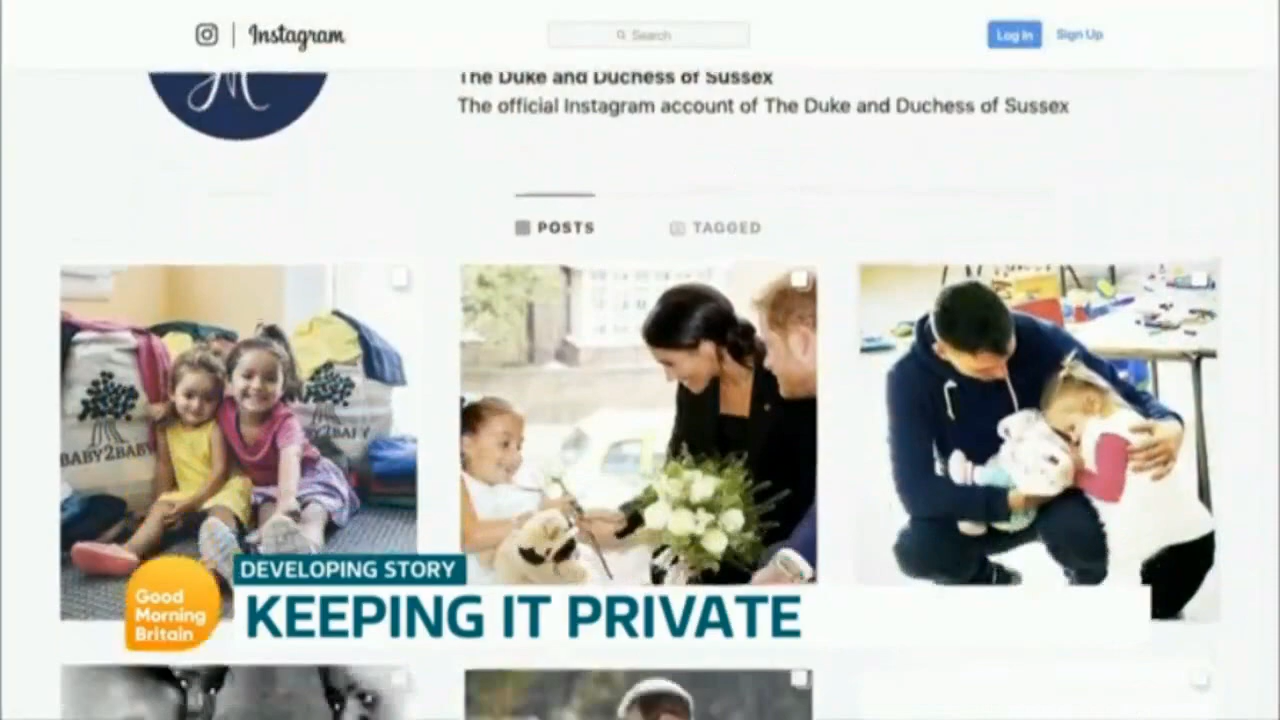 Instagram
Search
Log In
Sign Up
The Duke and Duchess of Sussex
The official Instagram account of The Duke and Duchess of Sussex
POSTS
TAGGED
BABY2BABY
Y2BABY
DEVELOPING STORY
KEEPING IT PRIVATE
Good
Morning
Britain